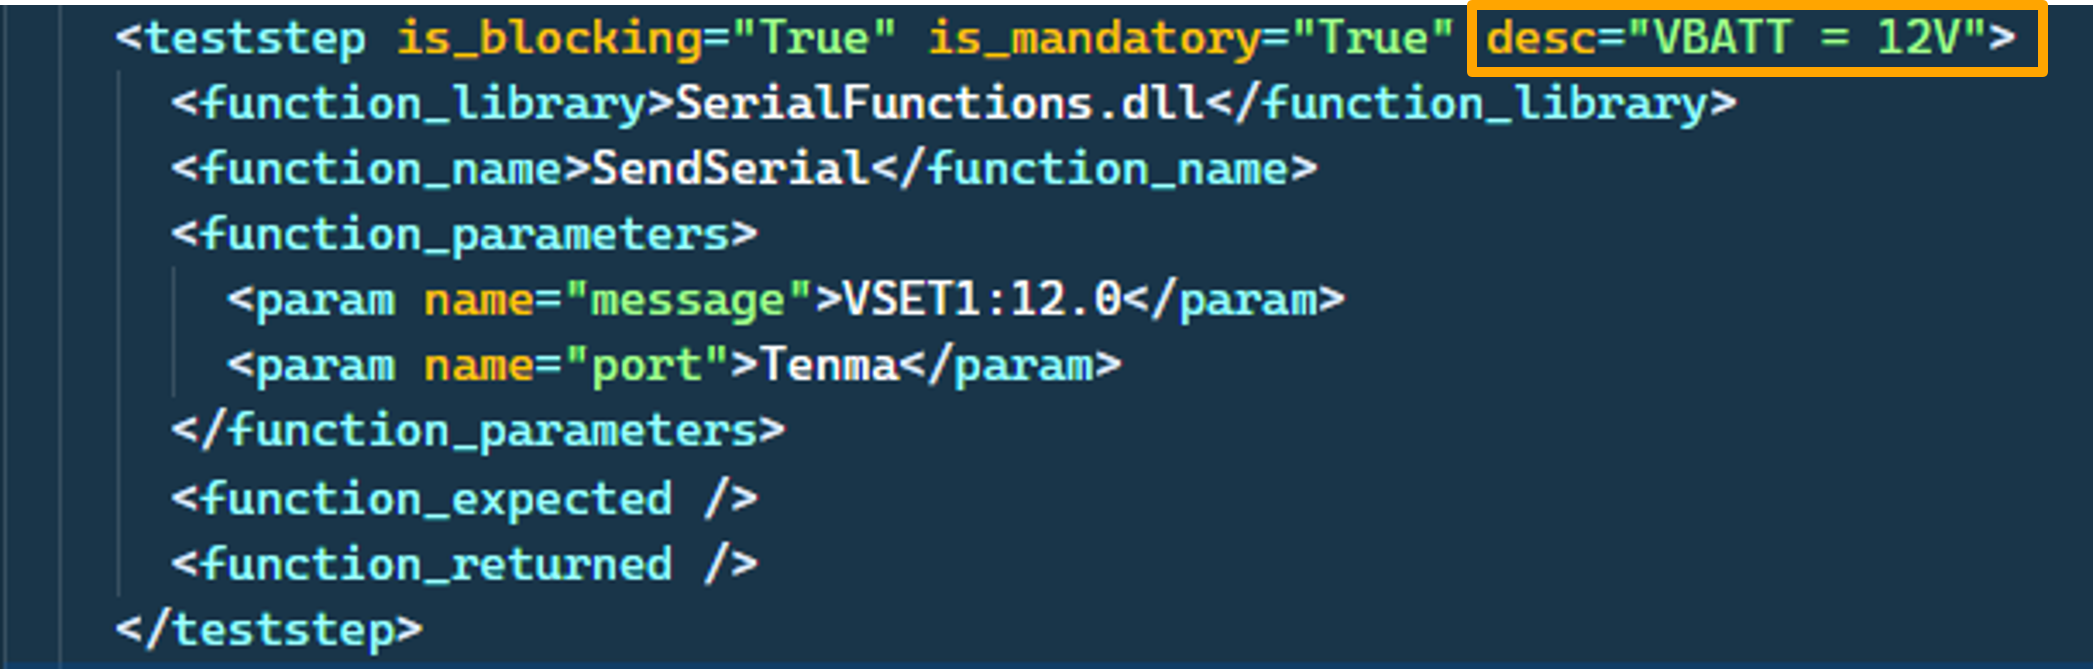 <teststep is_blocking="True" is_mandatory="True" desc="VBATT = 12V">
<function_library>SerialFunctions.dll</function_library>
<function_name>SendSerial</function_name>
<function_parameters>
<param name="message">VSET1:12.0</param>
<param name="port">Tenma</param>
</function_parameters>
<function_expected />
<function_returned />
</teststep>